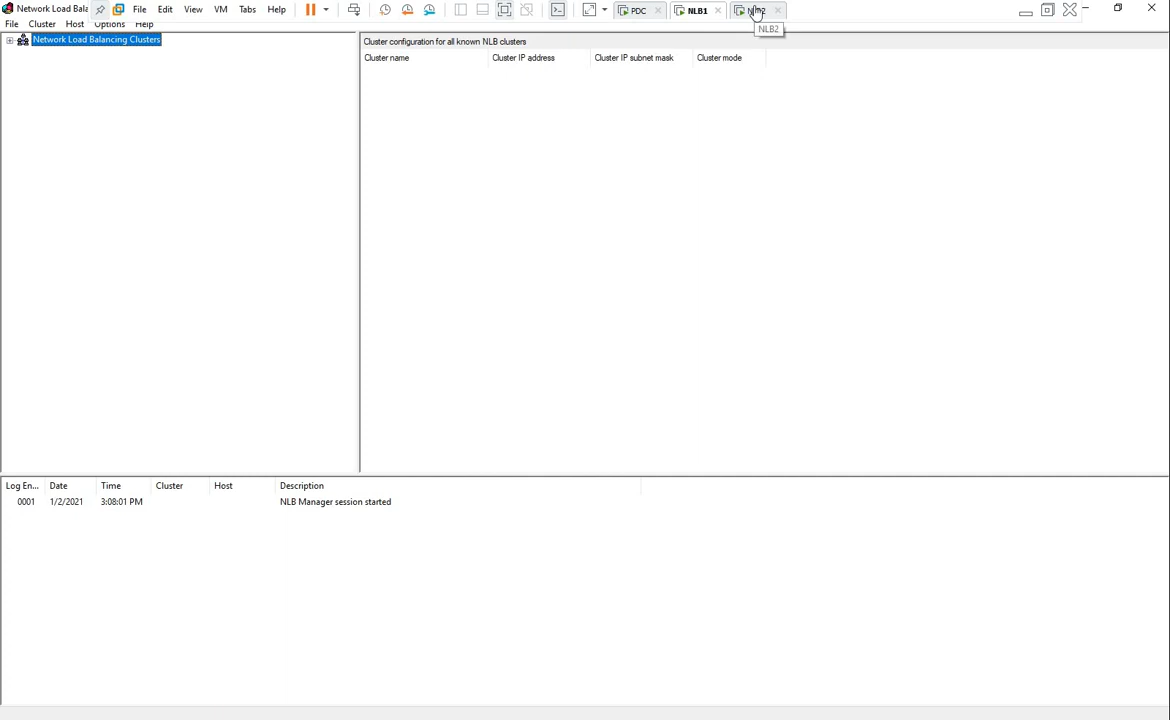 Network Load Bala File Edit View VM Tabs Help PDC NLB1
File Cluster Host Options Help NLB2
Network Load Balancing Clusters
Cluster configuration for all known NLB clusters
Cluster name Cluster IP address Cluster IP subnet mask Cluster mode
Log En... Date Time Cluster Host Description
0001 1/2/2021 3:08:01 PM NLB Manager session started